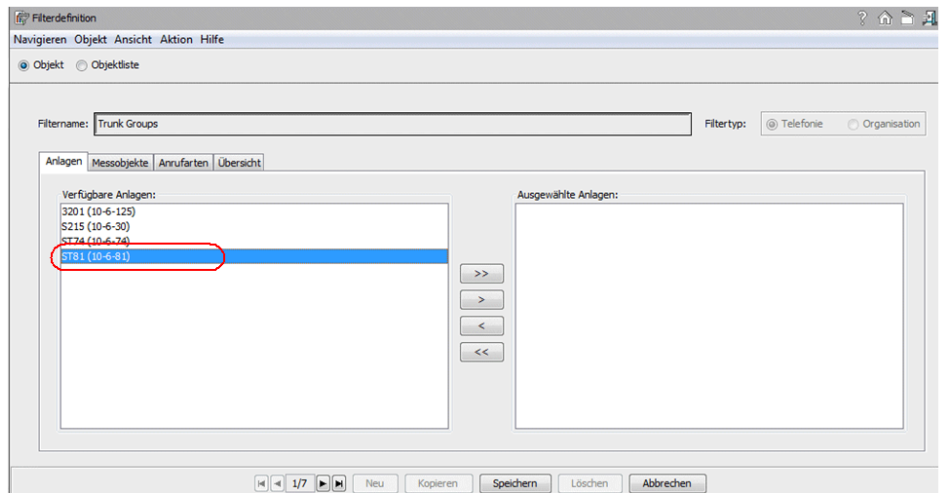 Filterdefinition
?
Navigieren Objekt Ansicht Aktion Hilfe
Objekt Objektliste
Filtername: Trunk Groups Filtertyp: Telefonie Organisation
Anlagen Messobjekte Anrufarten Übersicht
Verfügbare Anlagen: Ausgewählte Anlagen:
3201 (10-6-125)
S215 (10-6-30)
ST74 (10-6-74)
ST81 (10-6-81)
>>
>
<
<<
1/7 Neu Kopieren Speichern Löschen Abbrechen